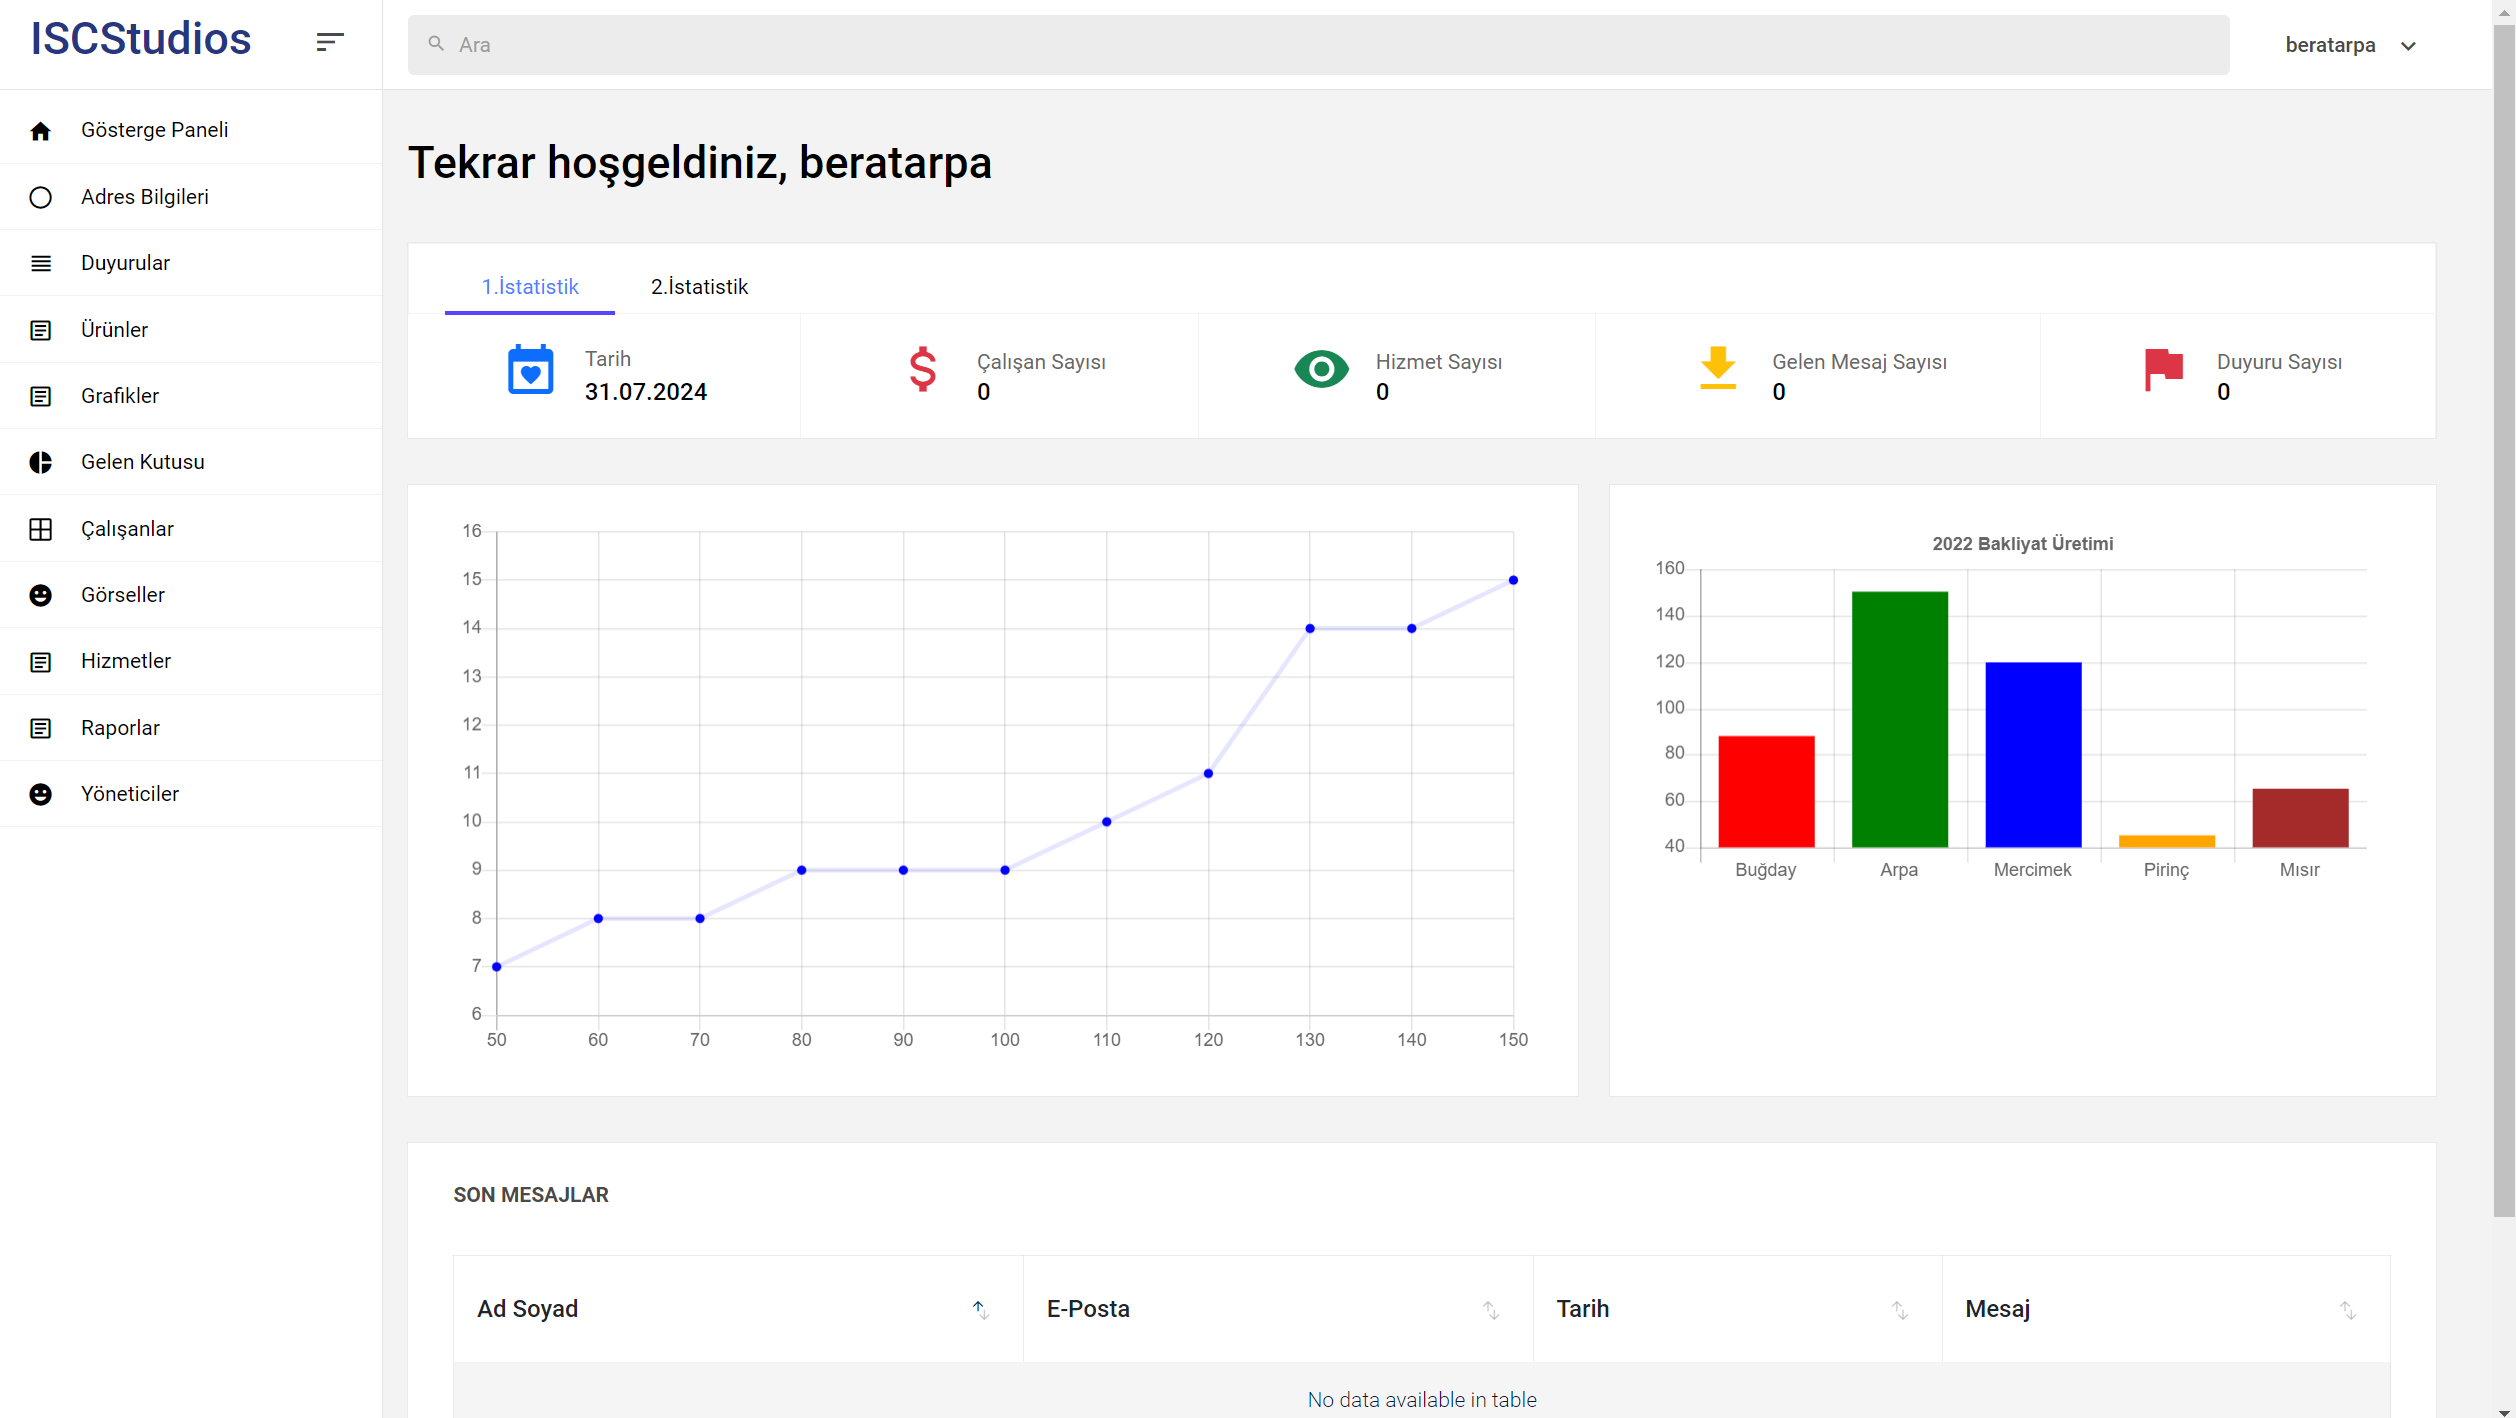 ISCStudios
Ara
beratarpa
Gösterge Paneli
Adres Bilgileri
Duyurular
Ürünler
Grafikler
Gelen Kutusu
Çalışanlar
Görseller
Hizmetler
Raporlar
Yöneticiler
Tekrar hoşgeldiniz, beratarpa
1.İstatistik 2.İstatistik
Tarih
31.07.2024
Çalışan Sayısı
0
Hizmet Sayısı
0
Gelen Mesaj Sayısı
0
Duyuru Sayısı
0
16
15
14
13
12
11
10
9
8
7
6
50 60 70 80 90 100 110 120 130 140 150
2022 Bakliyat Üretimi
160
140
120
100
80
60
40
Buğday Arpa Mercimek Pirinç Mısır
SON MESAJLAR
Ad Soyad E-Posta Tarih Mesaj
No data available in table